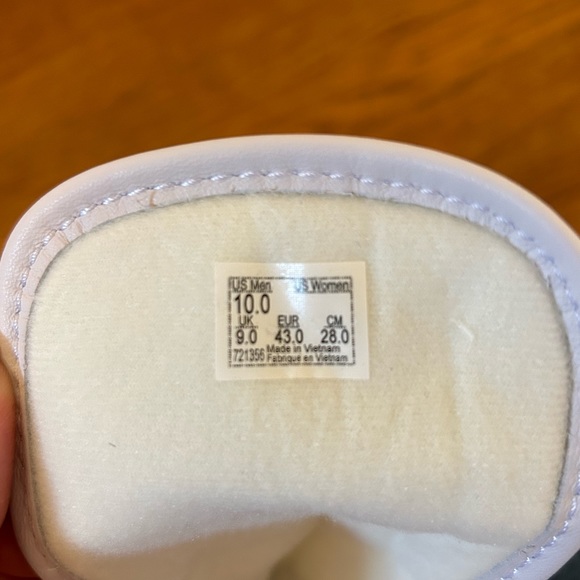 US Men US Women
10.0
UK EUR CM
9.0 43.0 28.0
721356 Made in Vietnam
Fabrique en Vietnam